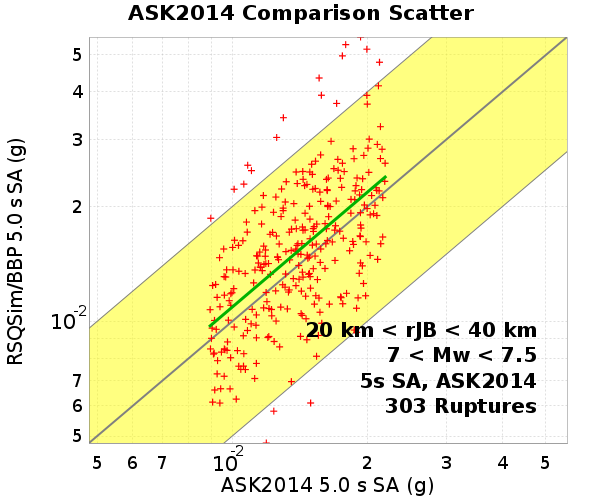 ASK2014 Comparison Scatter
RSQSim/BBP 5.0 s SA (g)
5
4
3
2
10-2
7
6
5
20 km < rJB < 40 km
7 < Mw < 7.5
5s SA, ASK2014
303 Ruptures
5 6 7 10-2 2 3 4 5
ASK2014 5.0 s SA (g)